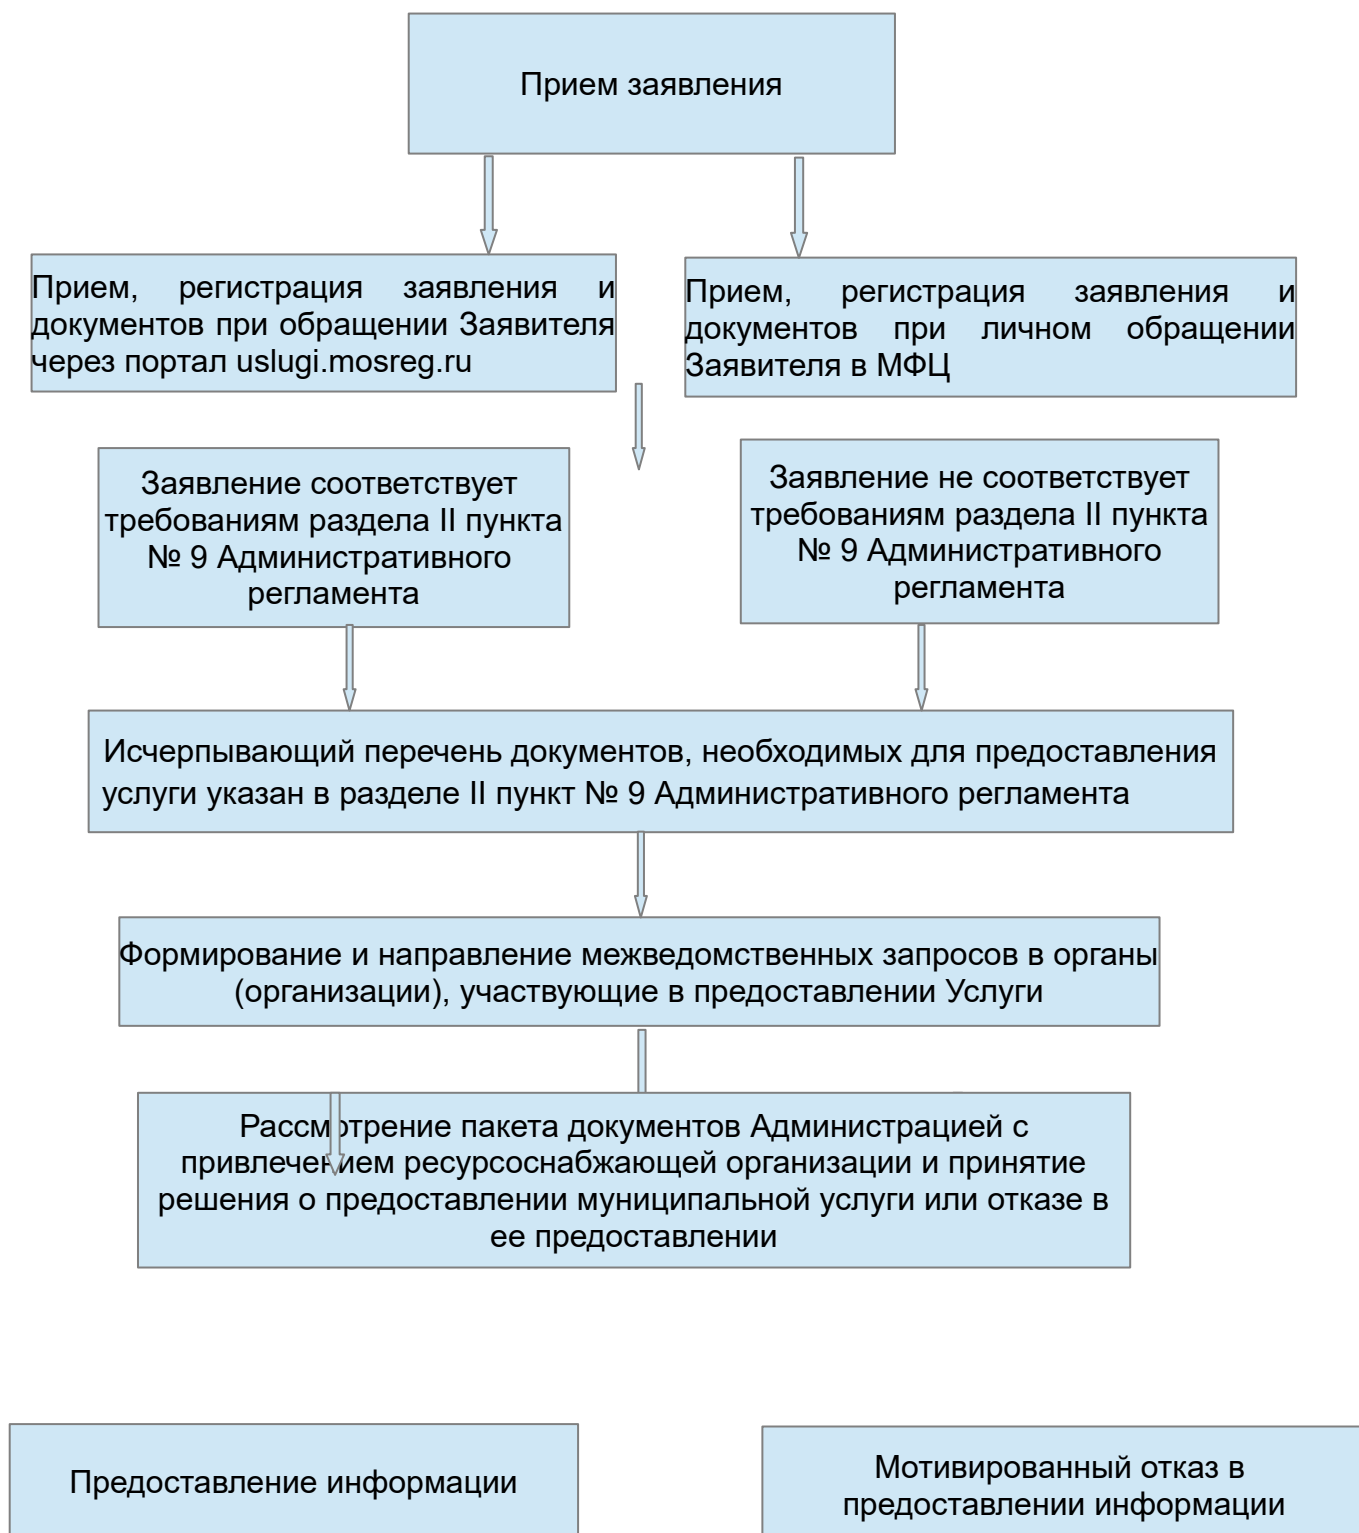 Прием заявления
Прием, регистрация заявления и
документов при обращении Заявителя
через портал uslugi.mosreg.ru
Прием, регистрация заявления и
документов при личном обращении
Заявителя в МФЦ
Заявление соответствует
требованиям раздела II пункта
№ 9 Административного
регламента
Заявление не соответствует
требованиям раздела II пункта
№ 9 Административного
регламента
Исчерпывающий перечень документов, необходимых для предоставления
услуги указан в разделе II пункт № 9 Административного регламента
Формирование и направление межведомственных запросов в органы
(организации), участвующие в предоставлении Услуги
Рассмотрение пакета документов Администрацией с
привлечением ресурсоснабжающей организации и принятие
решения о предоставлении муниципальной услуги или отказе в
ее предоставлении
Предоставление информации
Мотивированный отказ в
предоставлении информации